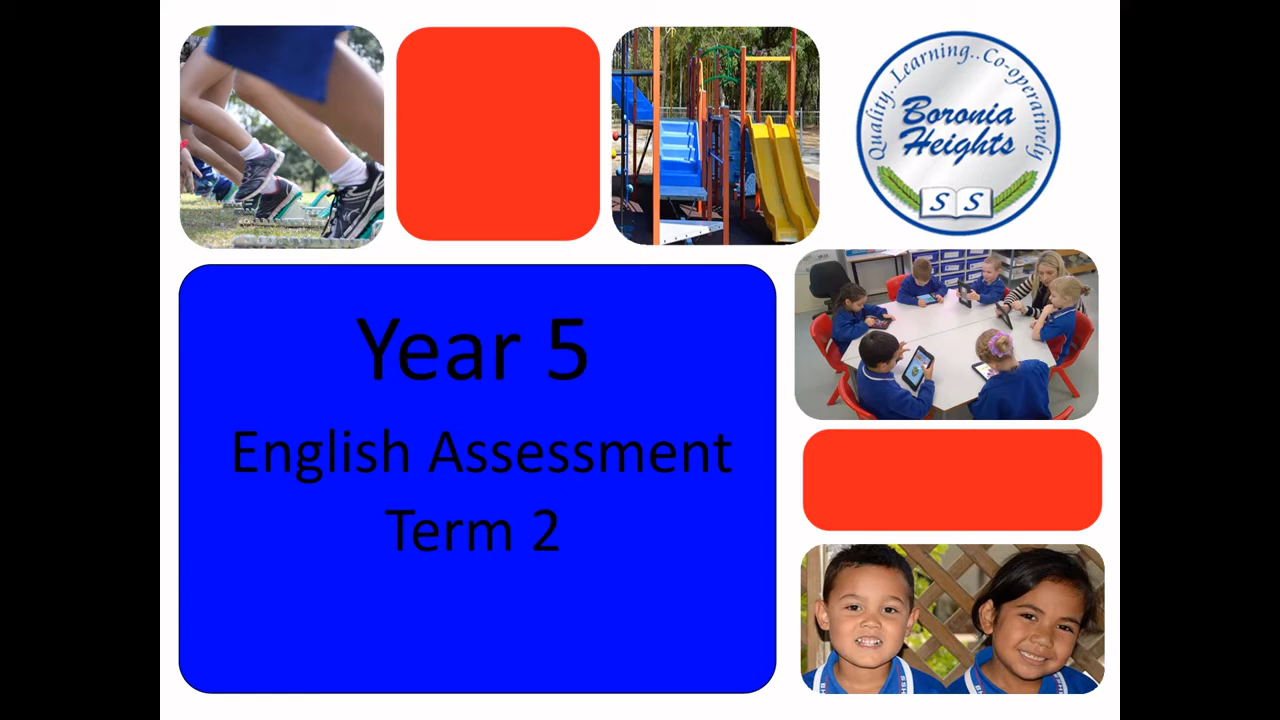 Quality..Learning..Co-operatively
Boronia
Heights
S S
Year 5
English Assessment
Term 2